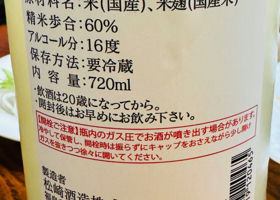 原材料名：米(国産)、米麹(国産米)
精米歩合：60%
アルコール分：16度
保存方法：要冷蔵
内 容 量：720ml
・飲酒は20歳になってから。
・開封後はお早めにお飲み下さい。
【開栓ご注意】瓶内のガス圧でお酒が噴き出す場合があります。
冷やして保管し、開栓時は振らずにキャップをおさえながら少し開け
ガスを抜きつつ徐々に開いてください。
製造者
松崎酒造株